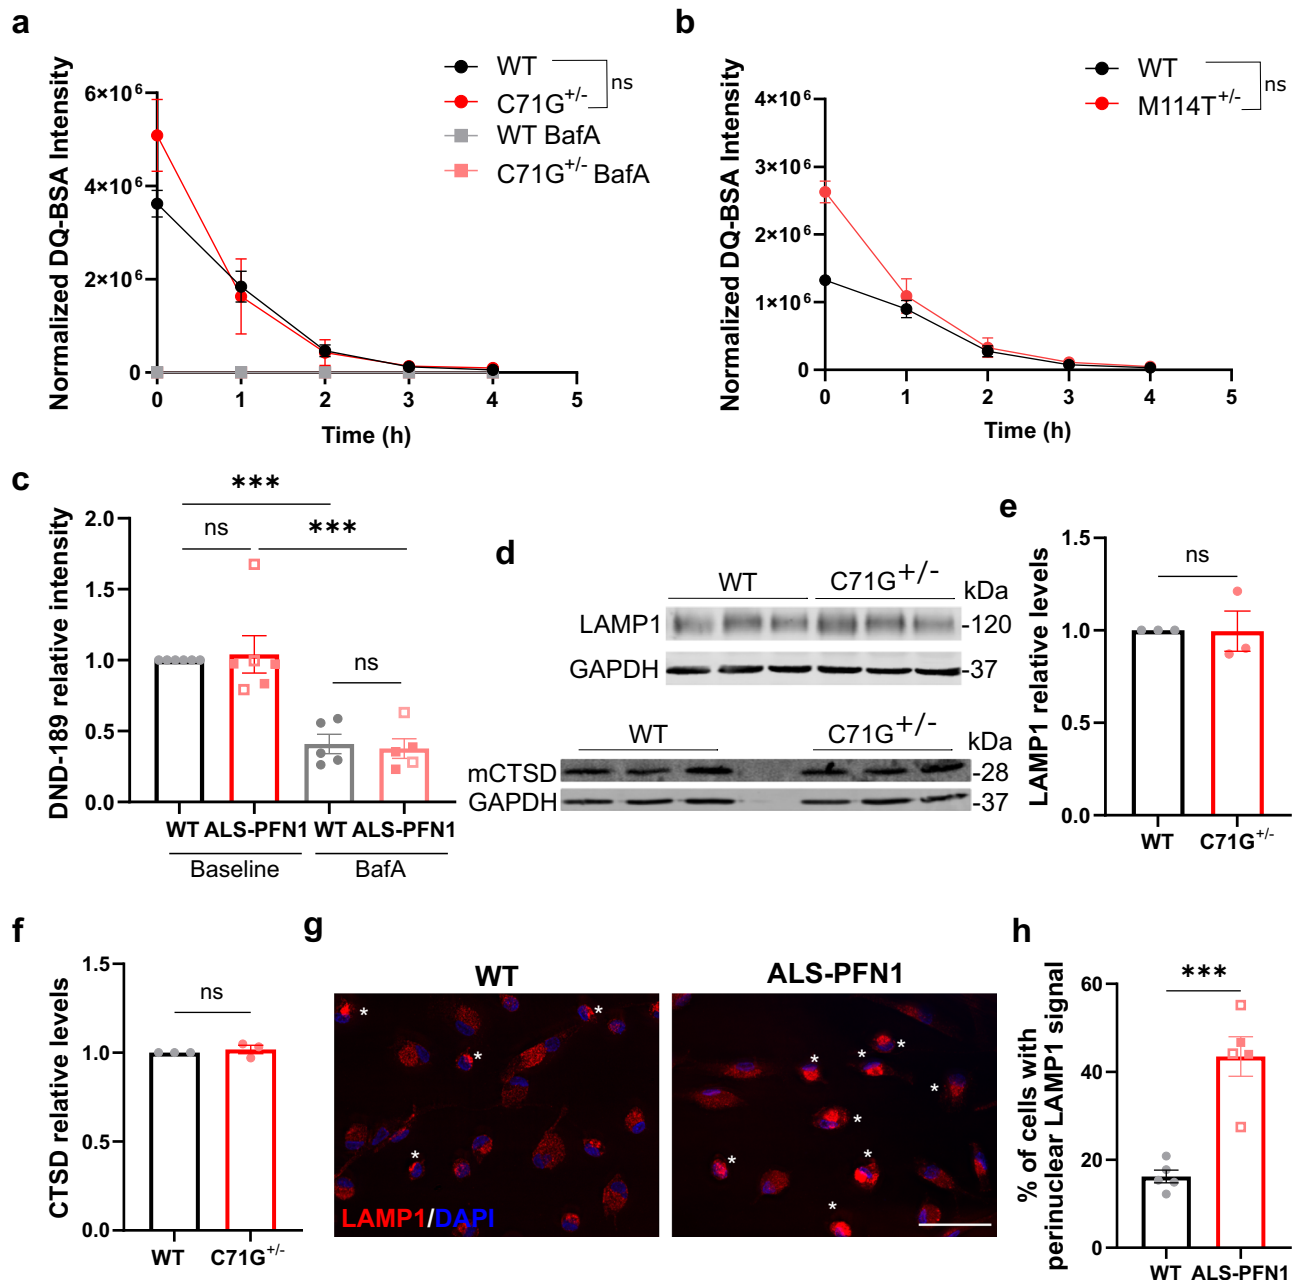 a
Normalized DQ-BSA Intensity
6×10⁶
4×10⁶
2×10⁶
0
0 1 2 3 4 5
Time (h)
WT
C71G⁺/⁻
ns
WT BafA
C71G⁺/⁻ BafA
b
Normalized DQ-BSA Intensity
4×10⁶
3×10⁶
2×10⁶
1×10⁶
0
0 1 2 3 4 5
Time (h)
WT
M114T⁺/⁻
ns
c
DND-189 relative intensity
2.0
1.5
1.0
0.5
0.0
***
ns ***
ns
WT ALS-PFN1 WT ALS-PFN1
Baseline BafA
d
WT C71G⁺/⁻ kDa
LAMP1 -120
GAPDH -37
WT C71G⁺/⁻ kDa
mCTSD -28
GAPDH -37
e
LAMP1 relative levels
1.5
1.0
0.5
0.0
ns
WT C71G⁺/⁻
f
CTSD relative levels
1.5
1.0
0.5
0.0
ns
WT C71G⁺/⁻
g
WT ALS-PFN1
* * * *
* * * * * * * *
LAMP1/DAPI
h
% of cells with
perinuclear LAMP1 signal
60
40
20
0
***
WT ALS-PFN1